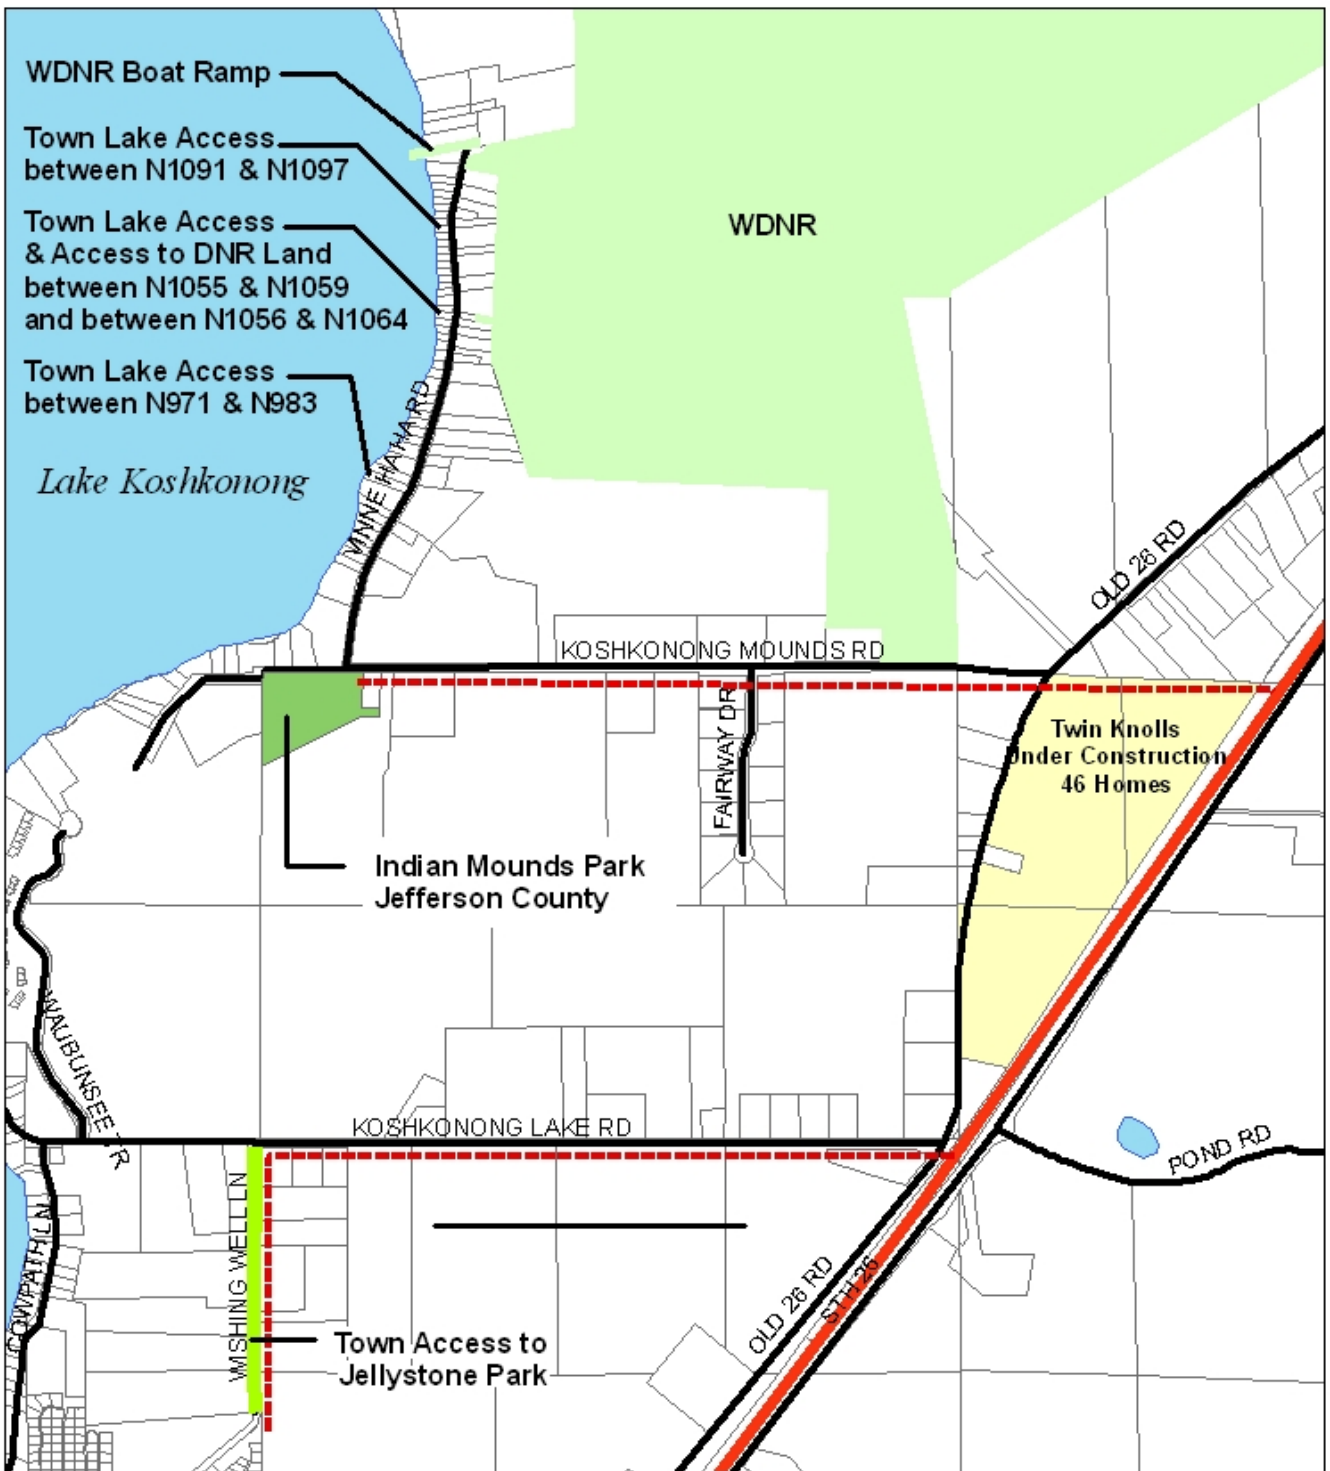 WDNR Boat Ramp
Town Lake Access
between N1091 & N1097
Town Lake Access
& Access to DNR Land
between N1055 & N1059
and between N1056 & N1064
Town Lake Access
between N971 & N983
Lake Koshkonong
WDNR
MINNE HA HA RD
OLD 26 RD
KOSHKONONG MOUNDS RD
FAIRWAY DR
Twin Knolls
Under Construction
46 Homes
Indian Mounds Park
Jefferson County
WAUBUNSEE TR
KOSHKONONG LAKE RD
POND RD
COWPATH LN
WISHING WELL LN
OLD 26 RD
STH 26
Town Access to
Jellystone Park